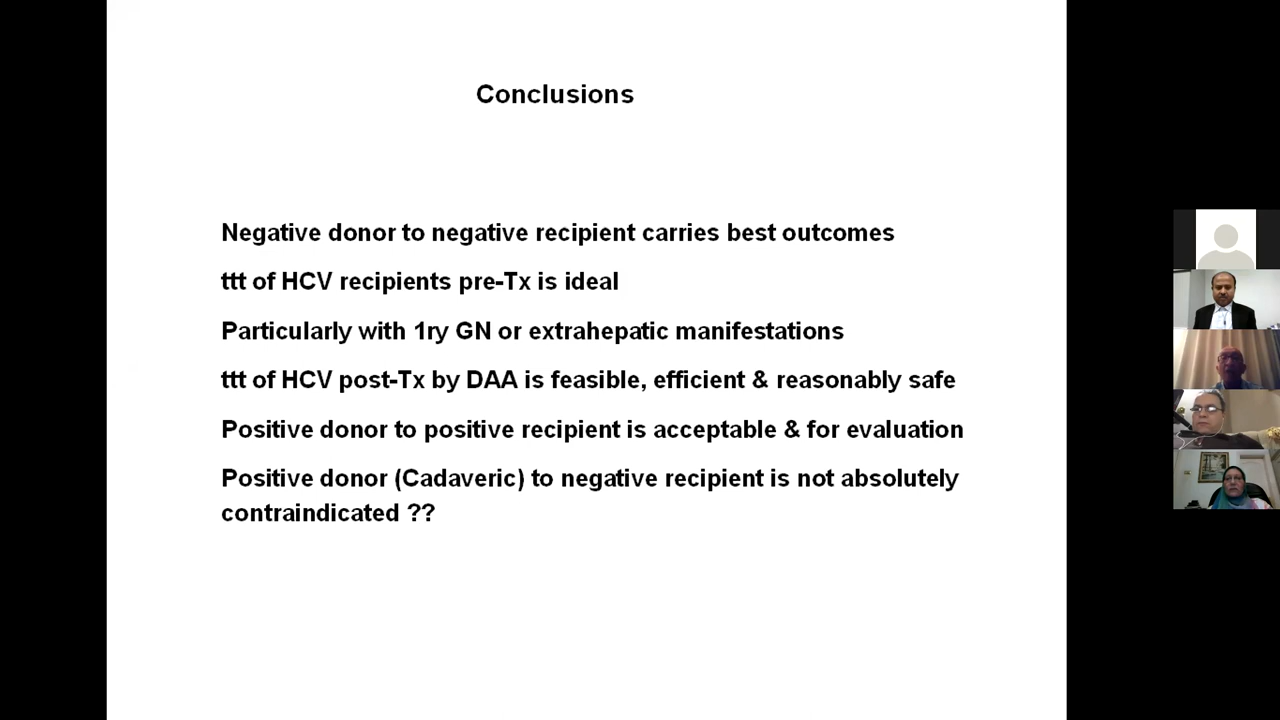 Conclusions
Negative donor to negative recipient carries best outcomes
ttt of HCV recipients pre-Tx is ideal
Particularly with 1ry GN or extrahepatic manifestations
ttt of HCV post-Tx by DAA is feasible, efficient & reasonably safe
Positive donor to positive recipient is acceptable & for evaluation
Positive donor (Cadaveric) to negative recipient is not absolutely
contraindicated ??